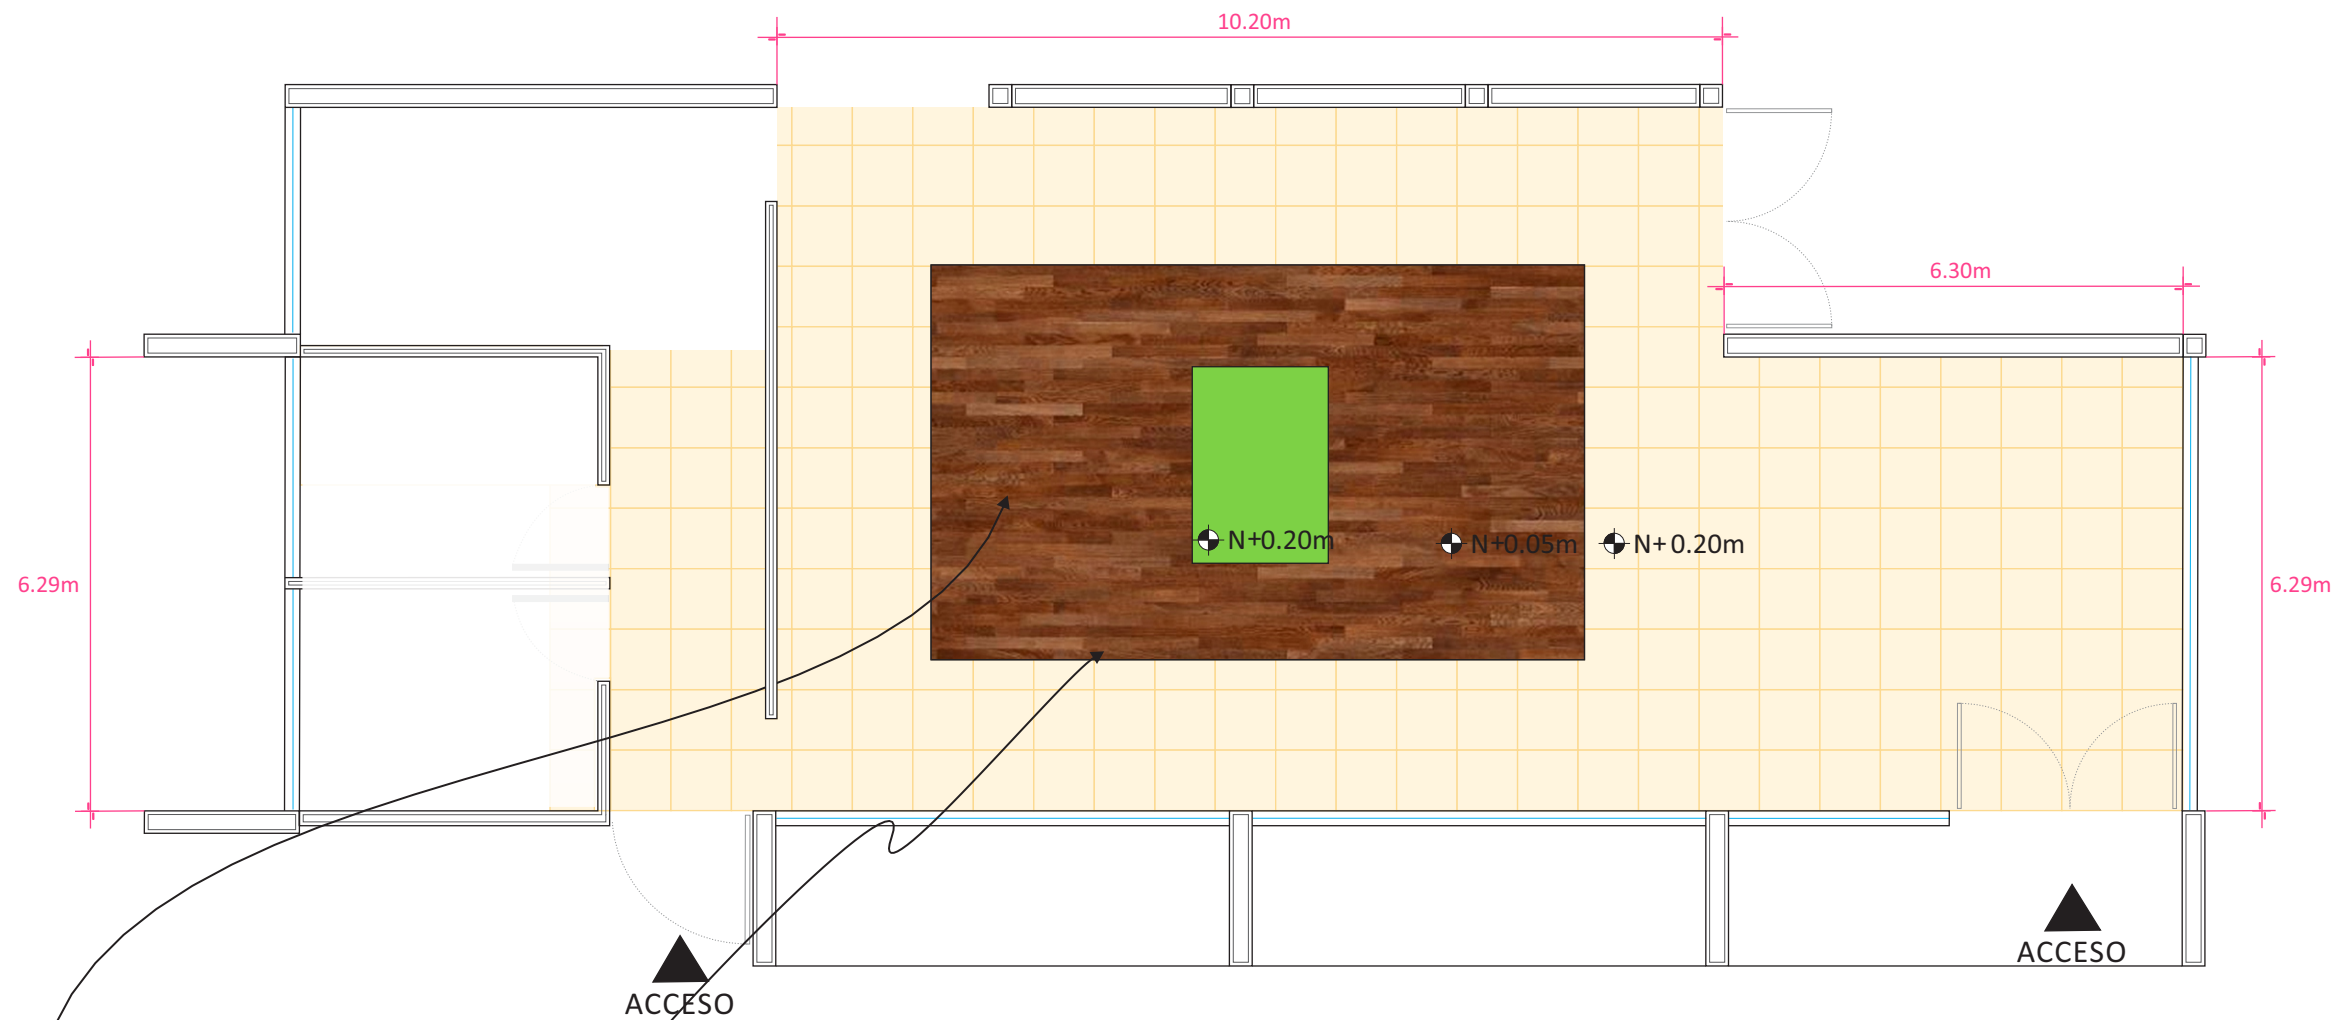 10.20m
6.30m
N+0.20m
N+0.05m
N+ 0.20m
6.29m
6.29m
ACCESO
ACCESO